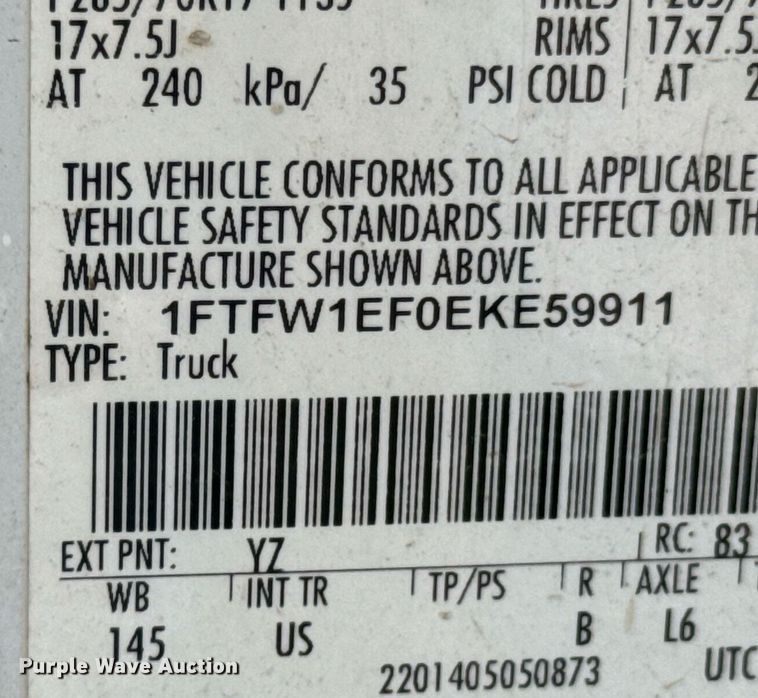 17x7.5J RIMS 17x7.5J
AT 240 kPa/ 35 PSI COLD AT 2
THIS VEHICLE CONFORMS TO ALL APPLICABLE
VEHICLE SAFETY STANDARDS IN EFFECT ON TH
MANUFACTURE SHOWN ABOVE.
VIN: 1FTFW1EF0EKE59911
TYPE: Truck
EXT PNT: YZ RC: 83
WB INT TR TP/PS R AXLE
145 US B L6
2201405050873 UTC
Purple Wave Auction